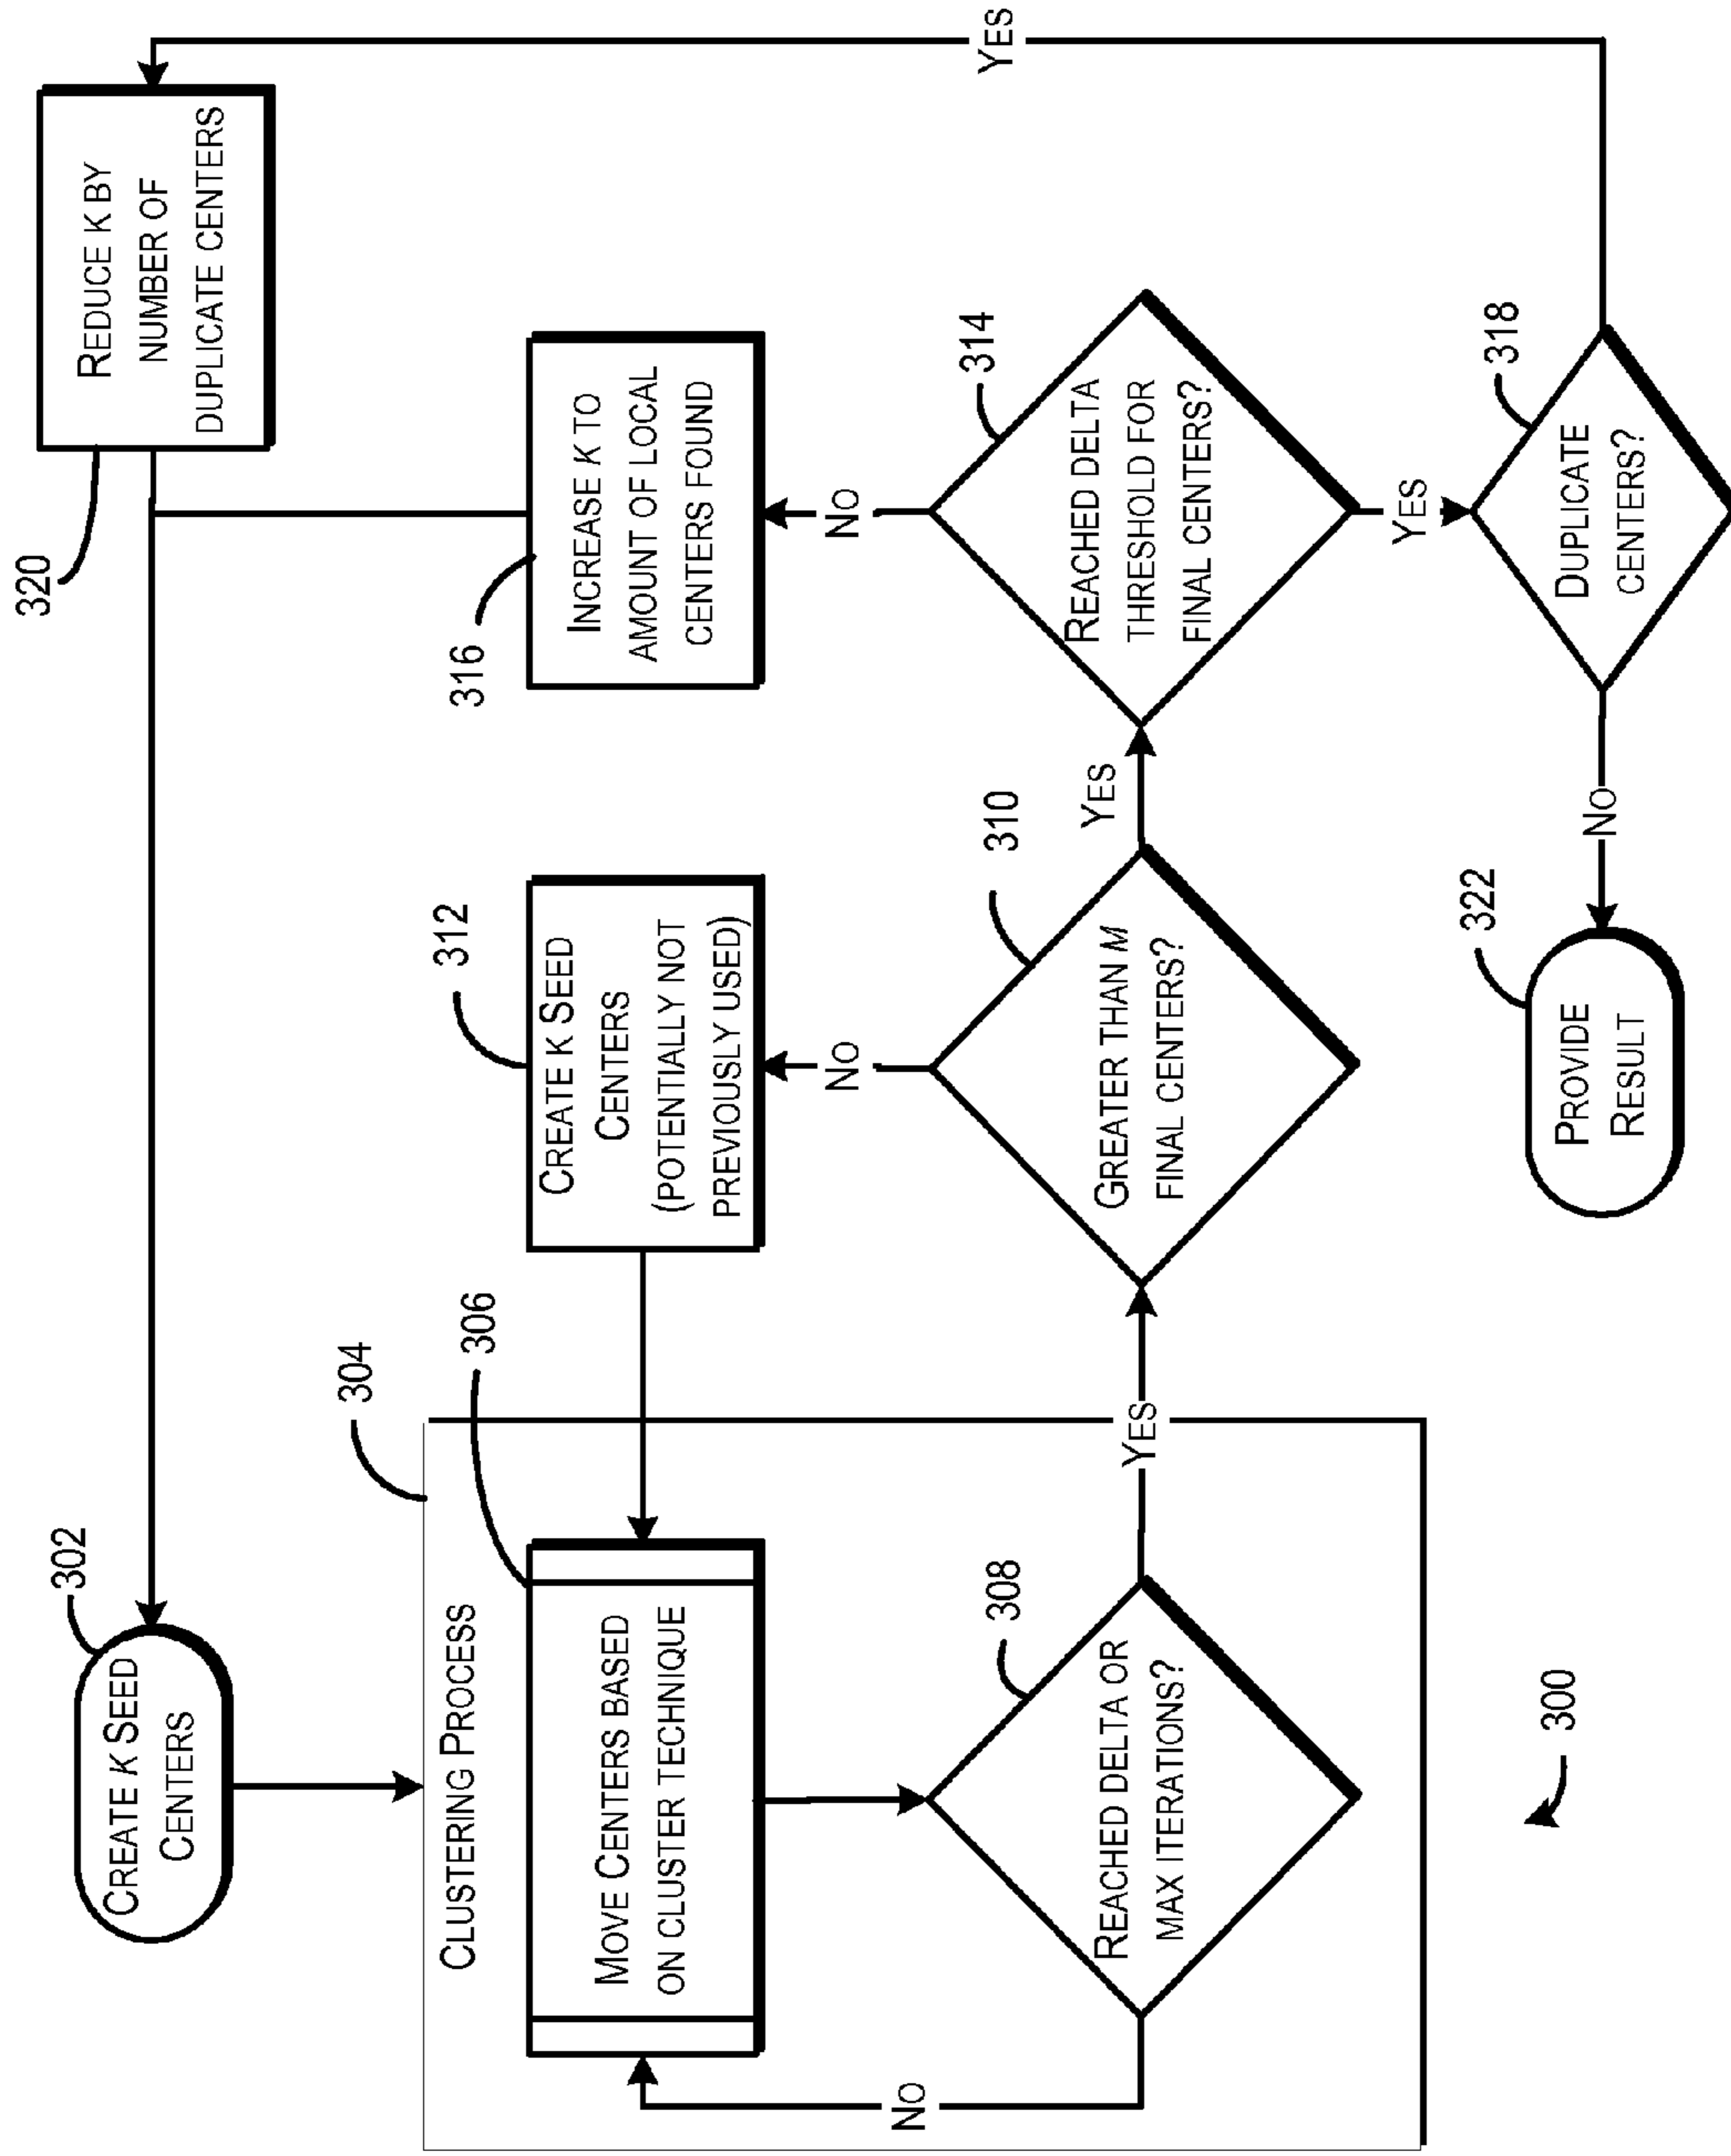 302
CREATE K SEED
CENTERS
304
CLUSTERING PROCESS
306
MOVE CENTERS BASED
ON CLUSTER TECHNIQUE
308
REACHED DELTA OR
MAX ITERATIONS?
NO
YES
312
CREATE K SEED
CENTERS
(POTENTIALLY NOT
PREVIOUSLY USED)
NO
310
GREATER THAN M
FINAL CENTERS?
YES
316
INCREASE K TO
AMOUNT OF LOCAL
CENTERS FOUND
NO
314
REACHED DELTA
THRESHOLD FOR
FINAL CENTERS?
YES
320
REDUCE K BY
NUMBER OF
DUPLICATE CENTERS
YES
318
DUPLICATE
CENTERS?
NO
322
PROVIDE
RESULT
300